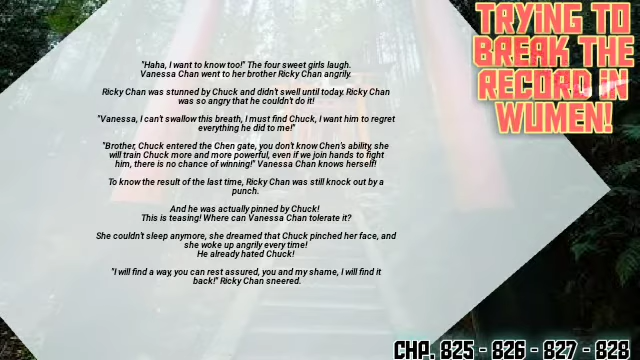 "Haha, I want to know too!" The four sweet girls laugh.
Vanessa Chan went to her brother Ricky Chan angrily.
Ricky Chan was stunned by Chuck and didn't swell until today. Ricky Chan
was so angry that he couldn't do it!
"Vanessa, I can't swallow this breath, I must find Chuck, I want him to regret
everything he did to me!"
"Brother, Chuck entered the Chen gate, you don't know Chen's ability, she
will train Chuck more and more powerful, even if we join hands to fight
him, there is no chance of winning!" Vanessa Chan knows herself!
To know the result of the last time, Ricky Chan was still knock out by a
punch.
And he was actually pinned by Chuck!
This is teasing! Where can Vanessa Chan tolerate it?
She couldn't sleep anymore, she dreamed that Chuck pinched her face, and
she woke up angrily every time!
He already hated Chuck!
"I will find a way, you can rest assured, you and my shame, I will find it
back!" Ricky Chan sneered.
TRYING TO
BREAK THE
RECORD IN
WUMEN!
CHP. 825 - 826 - 827 - 828